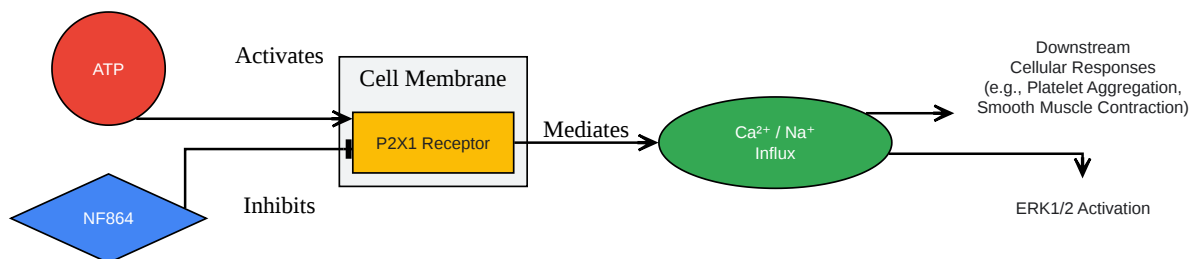 ATP
Activates
Cell Membrane
P2X1 Receptor
NF864
Inhibits
Mediates
Ca²⁺ / Na⁺
Influx
Downstream
Cellular Responses
(e.g., Platelet Aggregation,
Smooth Muscle Contraction)
ERK1/2 Activation